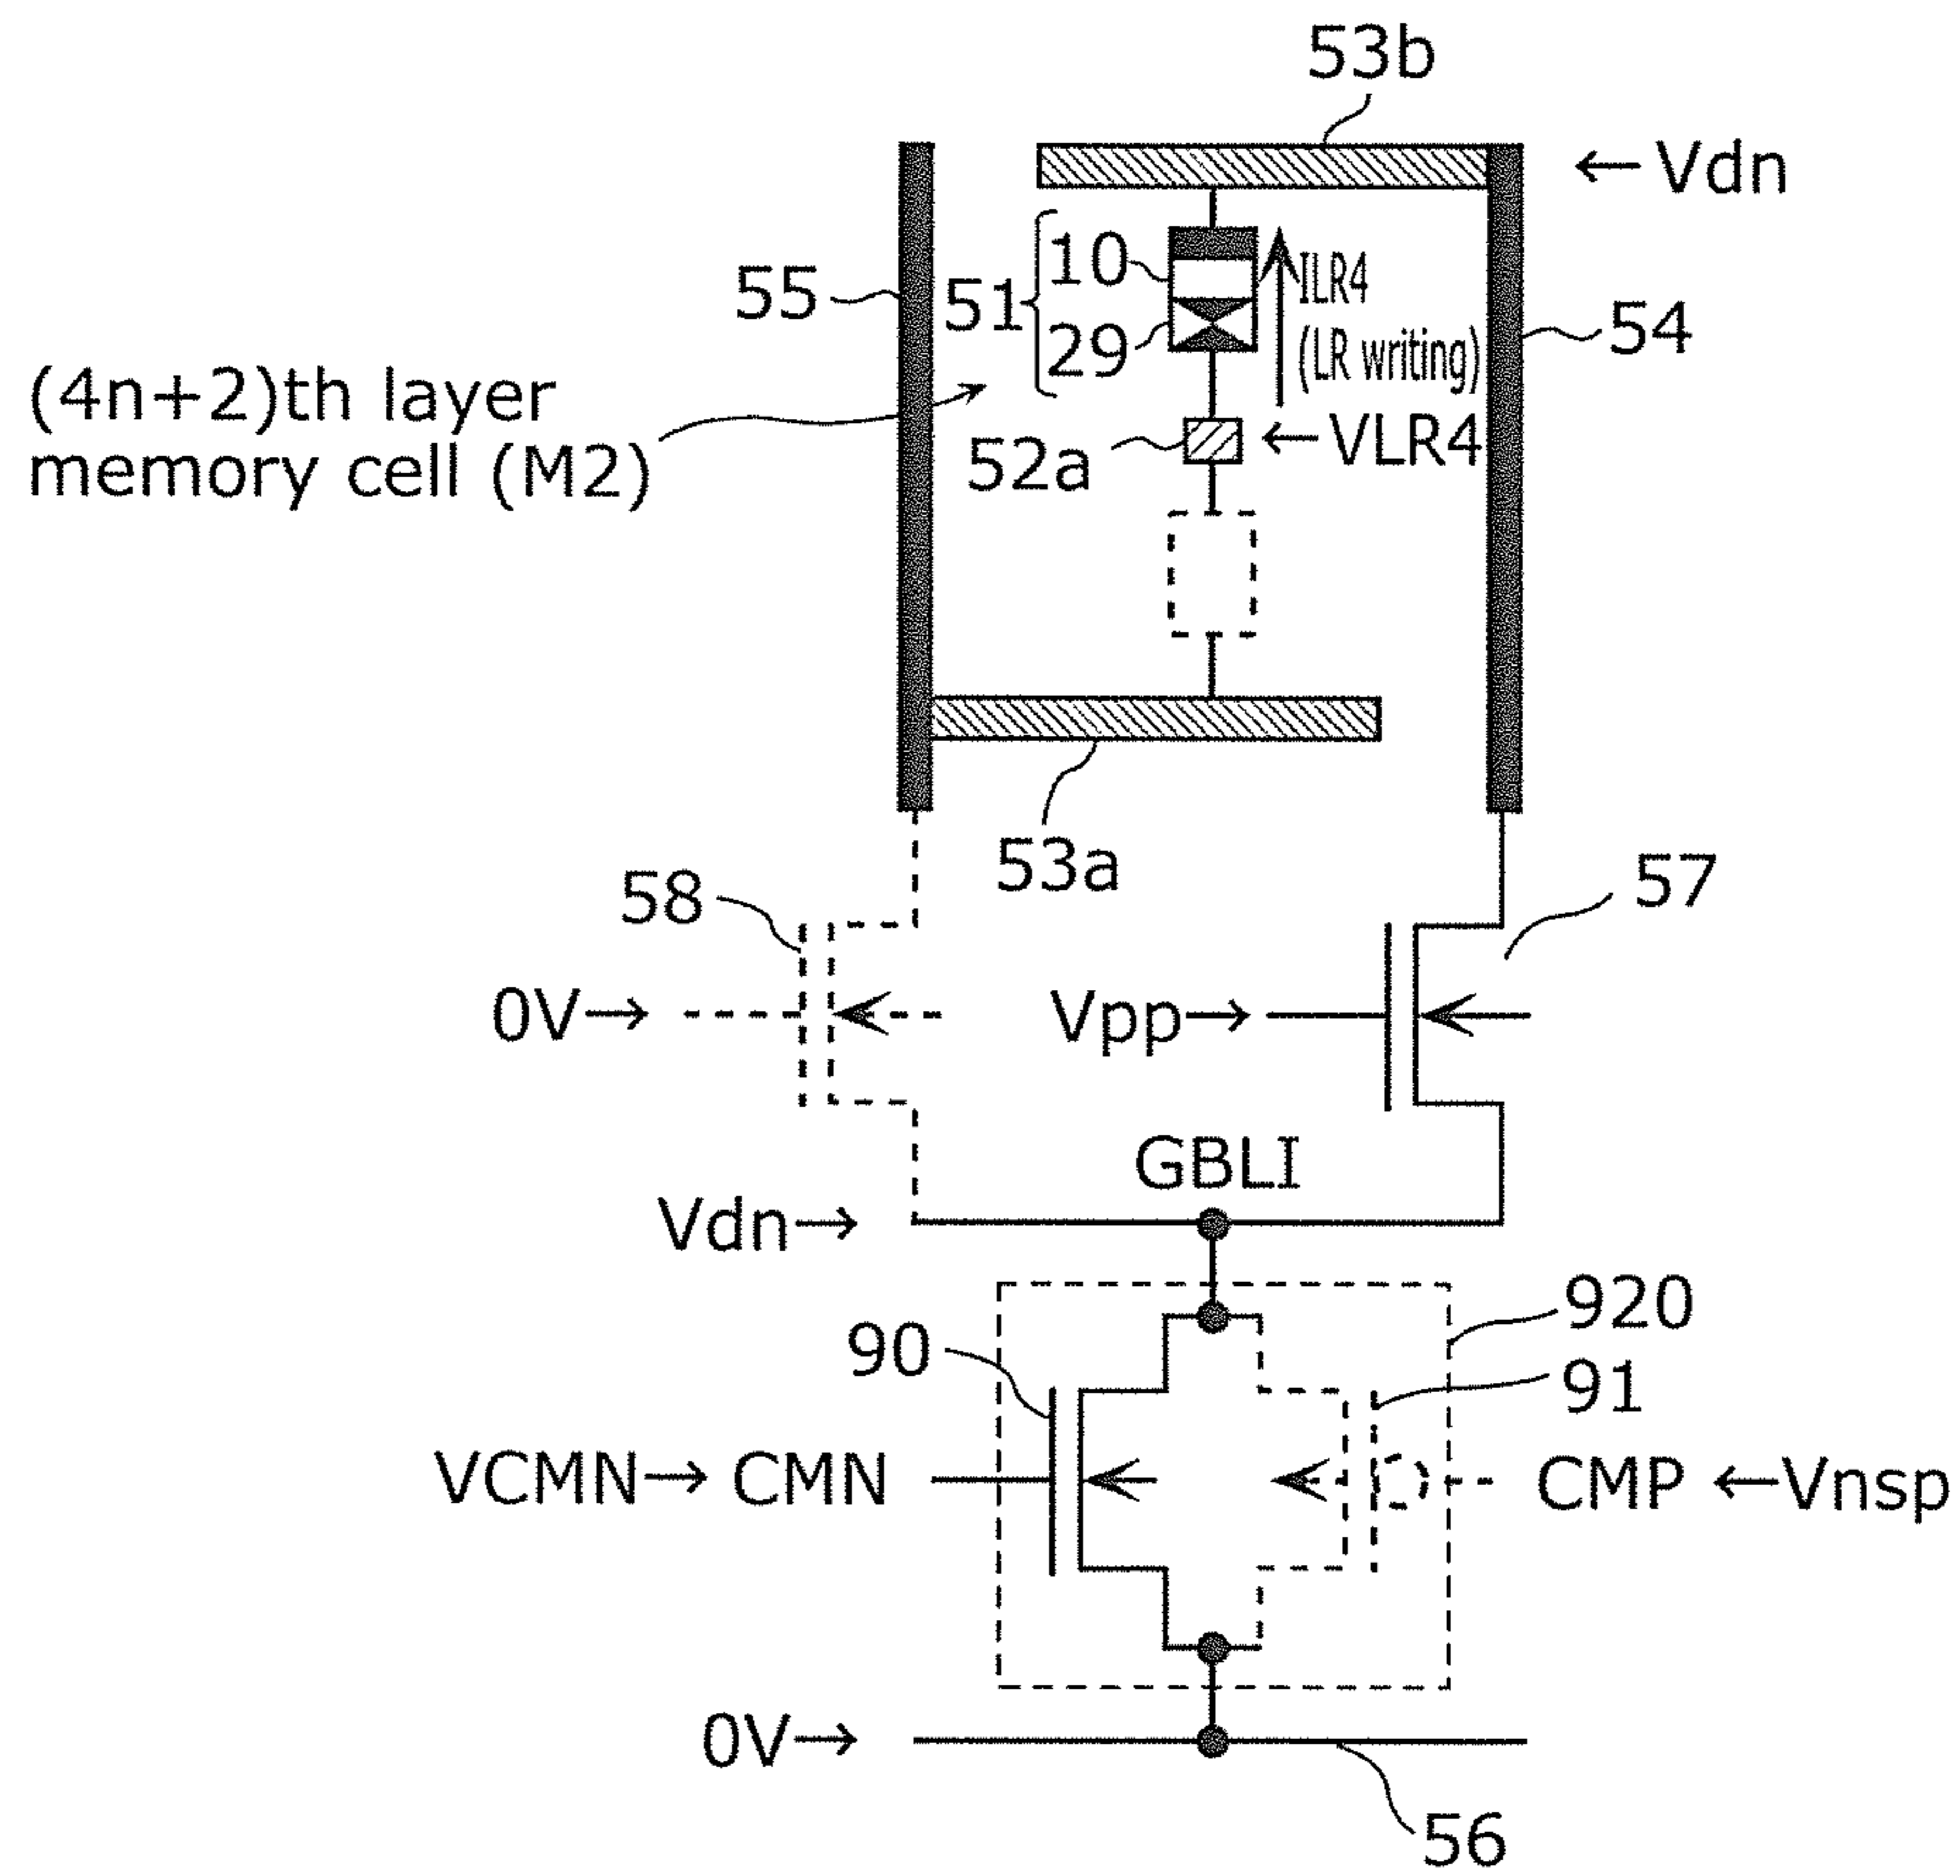 53b
←Vdn
10
ILR4
55
51
29
(LR writing)
54
(4n+2)th layer
memory cell (M2)
52a
←VLR4
53a
58
57
0V→
Vpp→
GBLI
Vdn→
920
90
91
VCMN→ CMN
CMP ←Vnsp
0V→
56